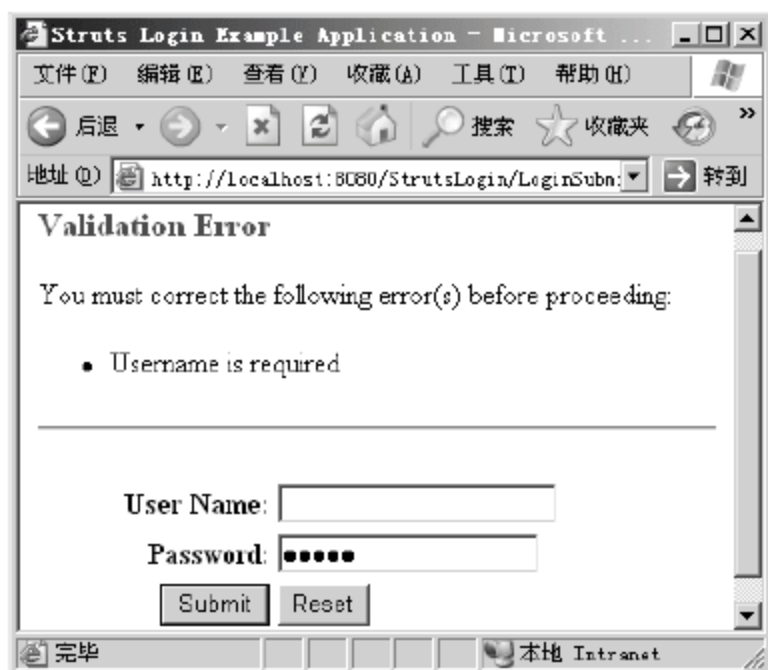 Struts Login Example Application - Microsoft ...
文件(F) 编辑(E) 查看(V) 收藏(A) 工具(T) 帮助(H)
后退 搜索 收藏夹 »
地址(D) http://localhost:8080/StrutsLogin/LoginSubm 转到
Validation Error
You must correct the following error(s) before proceeding:
• Username is required
User Name:
Password: •••••
Submit Reset
完毕 本地 Intranet